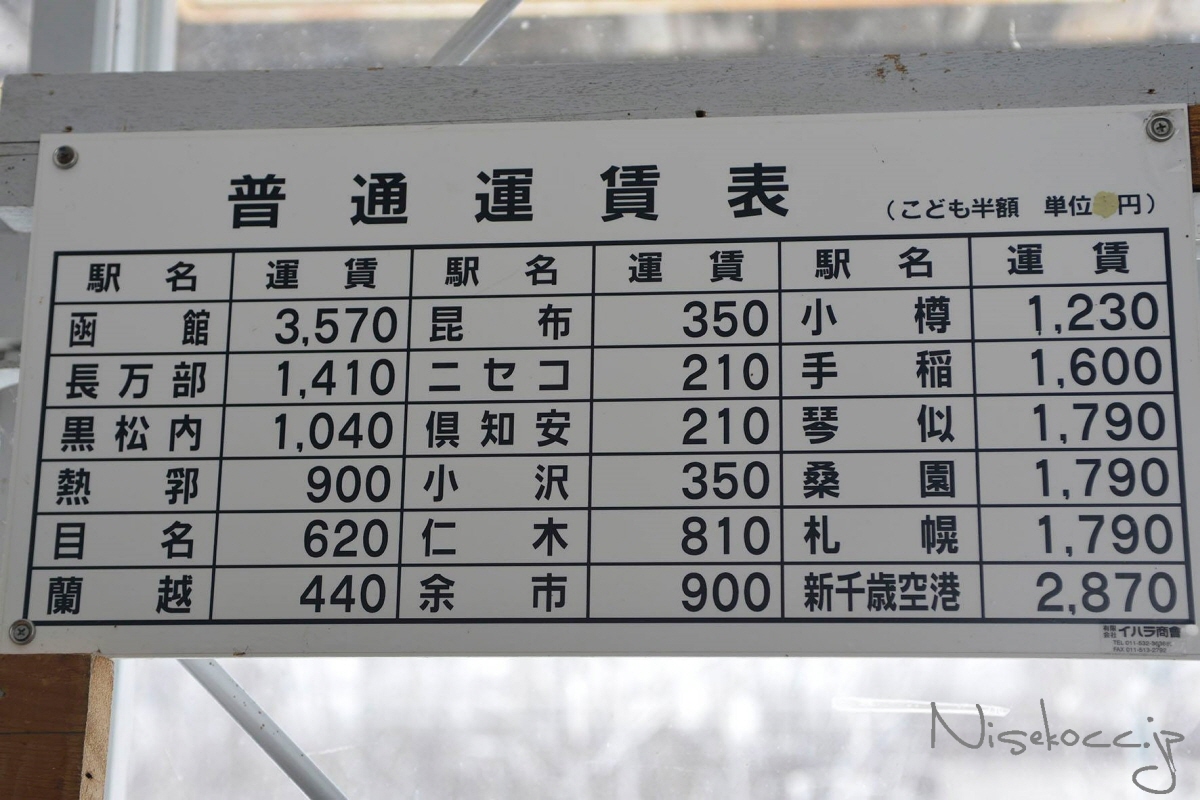 普通運賃表
(こども半額 単位 円)
駅名 運賃 駅名 運賃 駅名 運賃
函館 3,570 昆布 350 小樽 1,230
長万部 1,410 ニセコ 210 手稲 1,600
黒松内 1,040 倶知安 210 琴似 1,790
熱郛 900 小沢 350 桑園 1,790
目名 620 仁木 810 札幌 1,790
蘭越 440 余市 900 新千歳空港 2,870
有限会社 イハラ商會
Nisekocc.jp